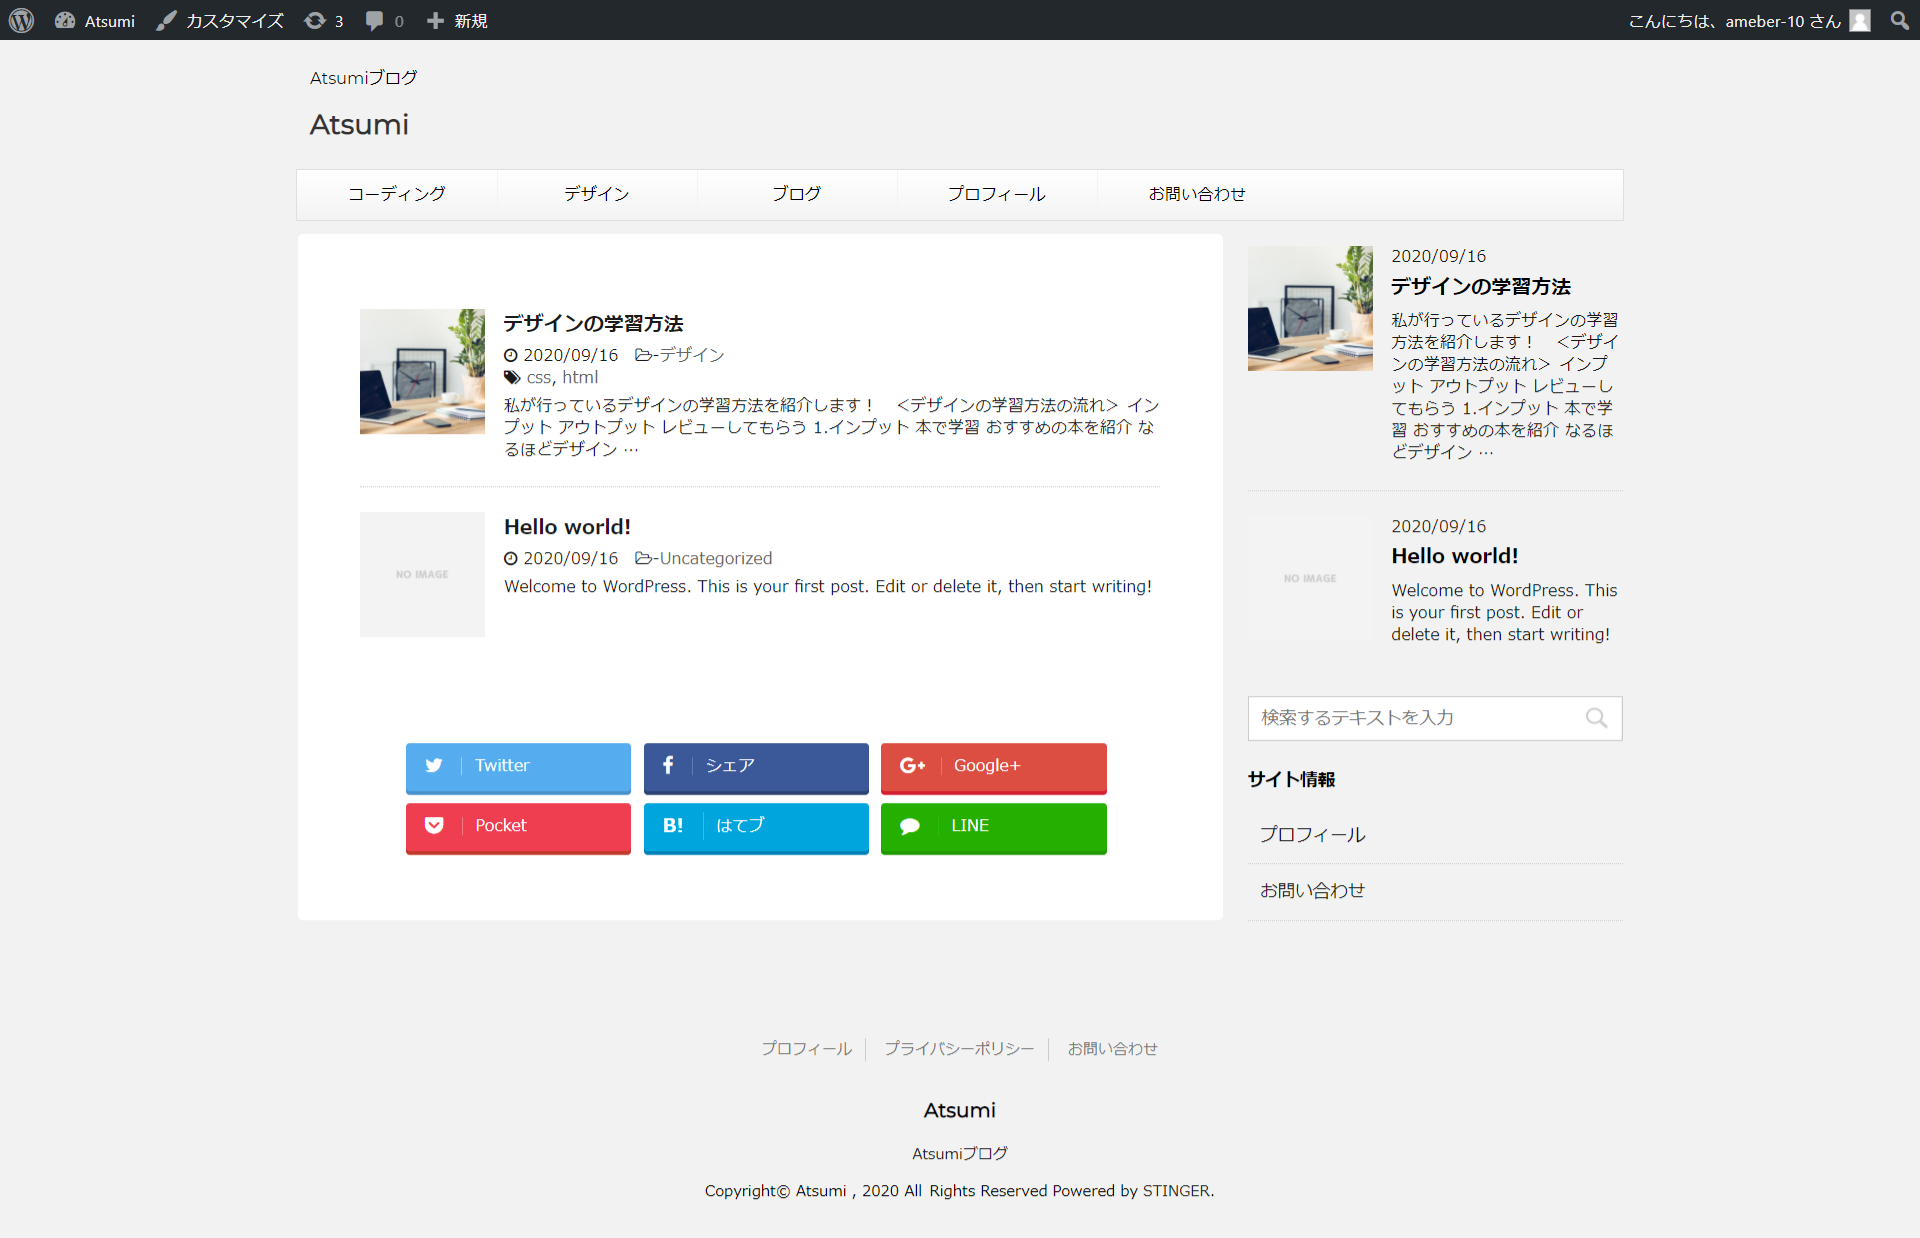 Atsumi カスタマイズ 3 0 新規 こんにちは、ameber-10 さん
Atsumiブログ
Atsumi
コーディング デザイン ブログ プロフィール お問い合わせ
デザインの学習方法
2020/09/16 -デザイン
css, html
私が行っているデザインの学習方法を紹介します！　＜デザインの学習方法の流れ＞ イン
プット アウトプット レビューしてもらう 1.インプット 本で学習 おすすめの本を紹介 な
るほどデザイン …
NO IMAGE
Hello world!
2020/09/16 -Uncategorized
Welcome to WordPress. This is your first post. Edit or delete it, then start writing!
Twitter シェア G+ Google+
Pocket B! はてブ LINE
2020/09/16
デザインの学習方法
私が行っているデザインの学習
方法を紹介します！　＜デザイ
ンの学習方法の流れ＞ インプ
ット アウトプット レビューし
てもらう 1.インプット 本で学
習 おすすめの本を紹介 なるほ
どデザイン …
NO IMAGE
2020/09/16
Hello world!
Welcome to WordPress. This
is your first post. Edit or
delete it, then start writing!
検索するテキストを入力
サイト情報
プロフィール
お問い合わせ
プロフィール プライバシーポリシー お問い合わせ
Atsumi
Atsumiブログ
Copyright© Atsumi , 2020 All Rights Reserved Powered by STINGER.